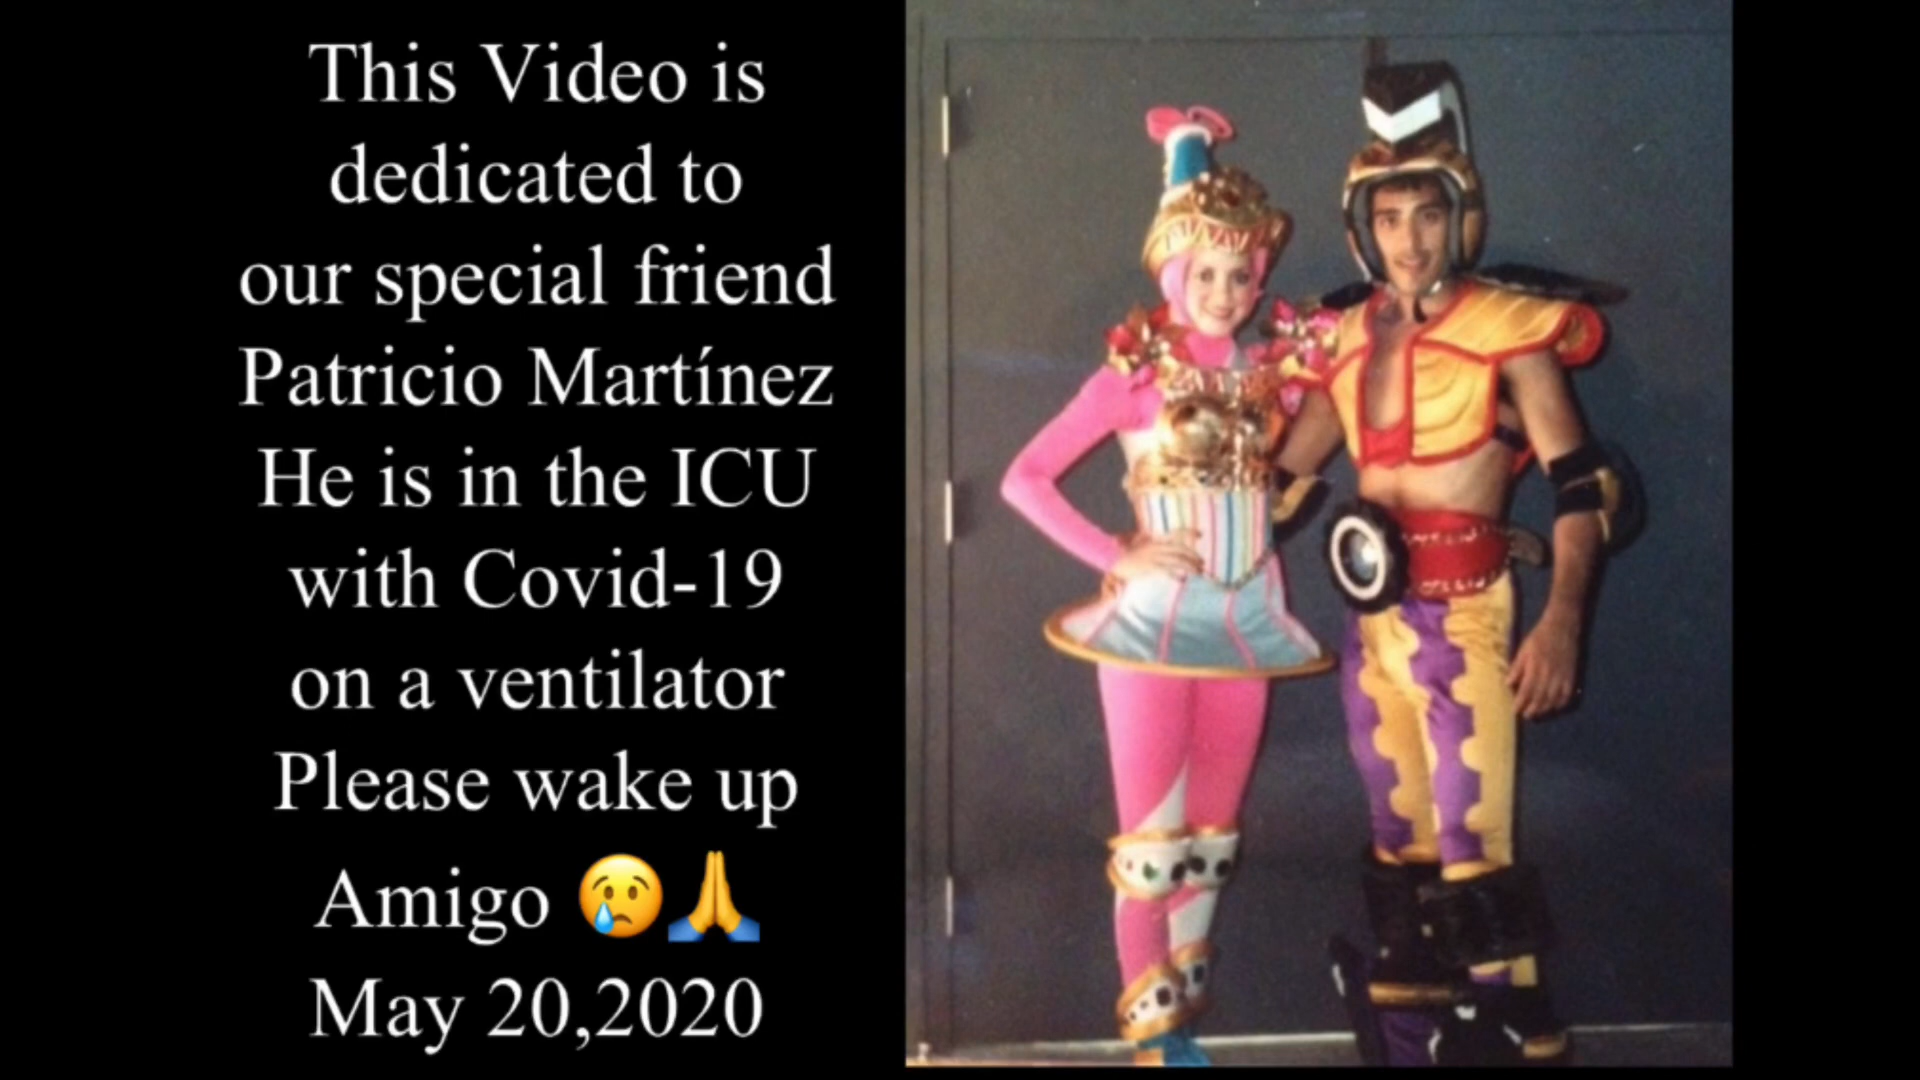 This Video is
dedicated to
our special friend
Patricio Martínez
He is in the ICU
with Covid-19
on a ventilator
Please wake up
Amigo 😢🙏
May 20,2020